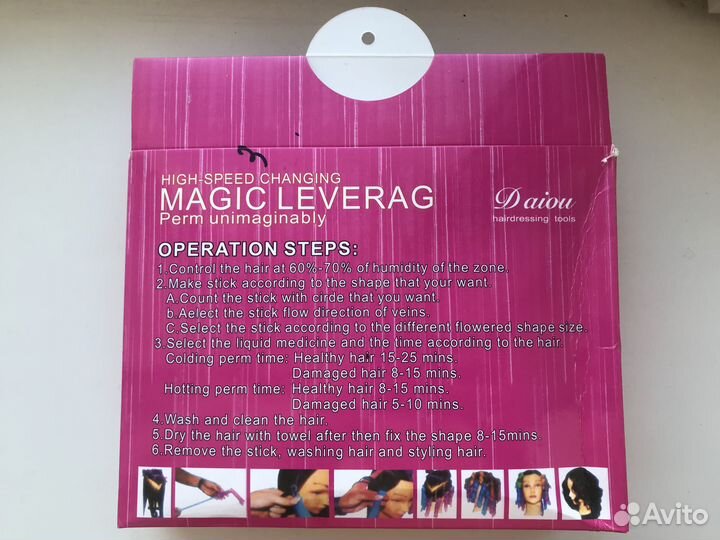 HIGH-SPEED CHANGING
MAGIC LEVERAG
Perm unimaginably
Daiou
hairdressing tools
OPERATION STEPS:
1.Control the hair at 60%-70% of humidity of the zone.
2.Make stick according to the shape that your want.
A.Count the stick with cirde that you want.
b.Aelect the stick flow direction of veins.
C.Select the stick according to the different flowered shape size.
3.Select the liquid medicine and the time according to the hair.
Colding perm time: Healthy hair 15-25 mins.
Damaged hair 8-15 mins.
Hotting perm time: Healthy hair 8-15 mins.
Damaged hair 5-10 mins.
4.Wash and clean the hair.
5.Dry the hair with towel after then fix the shape 8-15mins.
6.Remove the stick, washing hair and styling hair.
Avito